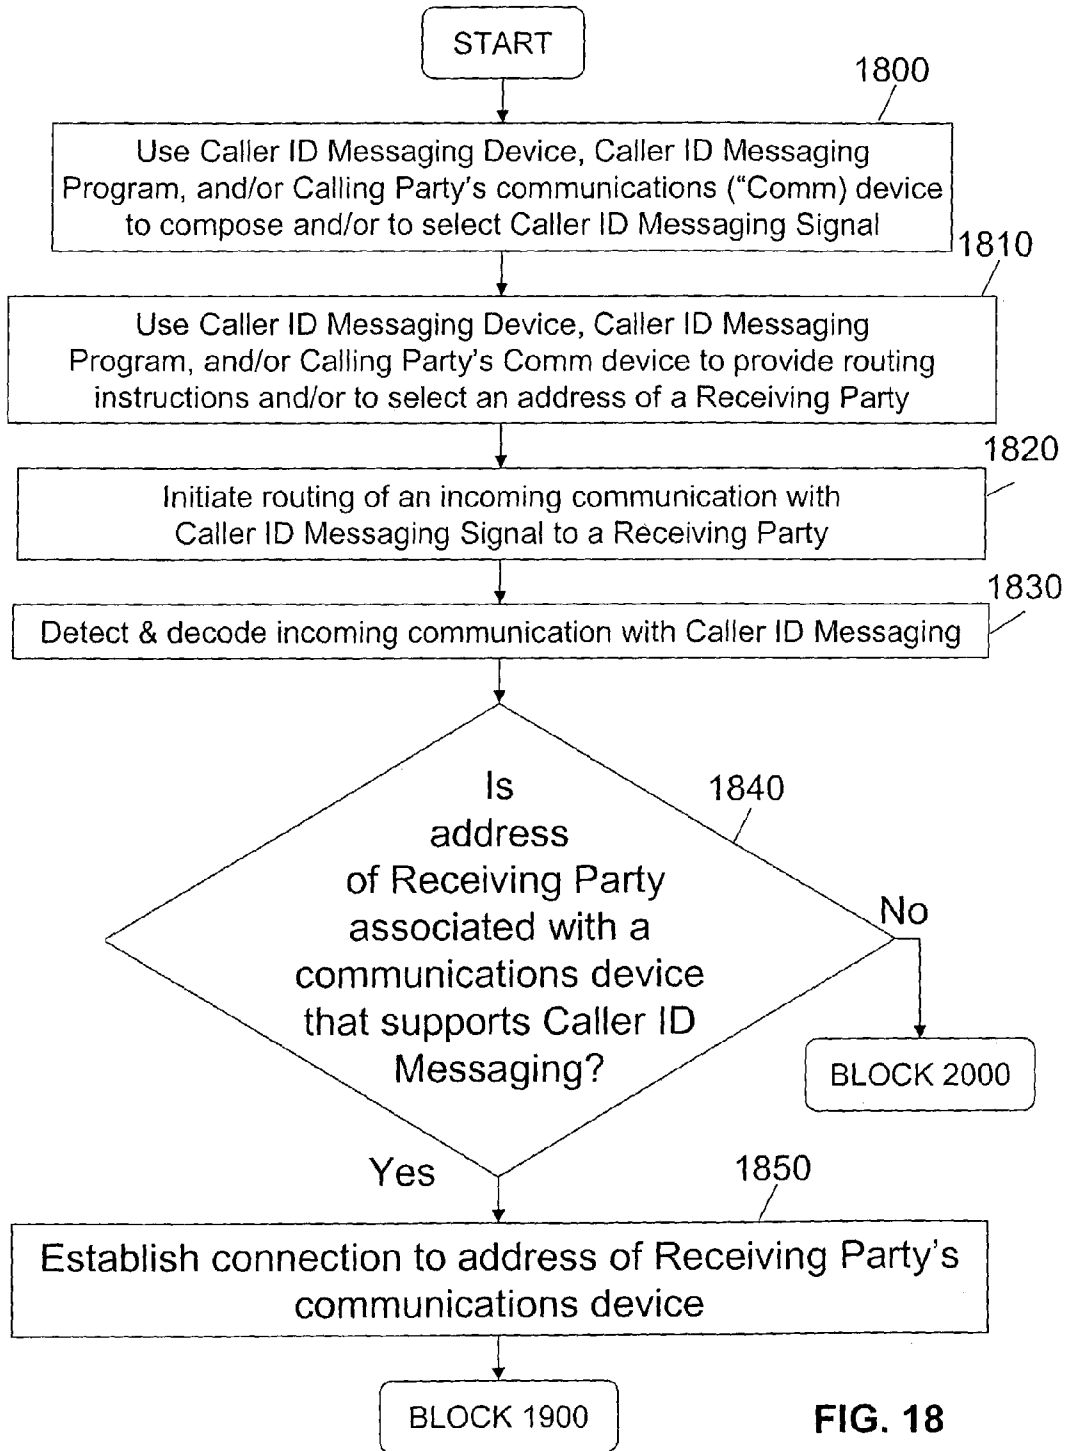 START
1800
Use Caller ID Messaging Device, Caller ID Messaging
Program, and/or Calling Party's communications (“Comm) device
to compose and/or to select Caller ID Messaging Signal
1810
Use Caller ID Messaging Device, Caller ID Messaging
Program, and/or Calling Party's Comm device to provide routing
instructions and/or to select an address of a Receiving Party
1820
Initiate routing of an incoming communication with
Caller ID Messaging Signal to a Receiving Party
1830
Detect & decode incoming communication with Caller ID Messaging
1840
Is
address
of Receiving Party
associated with a
communications device
that supports Caller ID
Messaging?
No
BLOCK 2000
Yes
1850
Establish connection to address of Receiving Party's
communications device
BLOCK 1900
FIG. 18